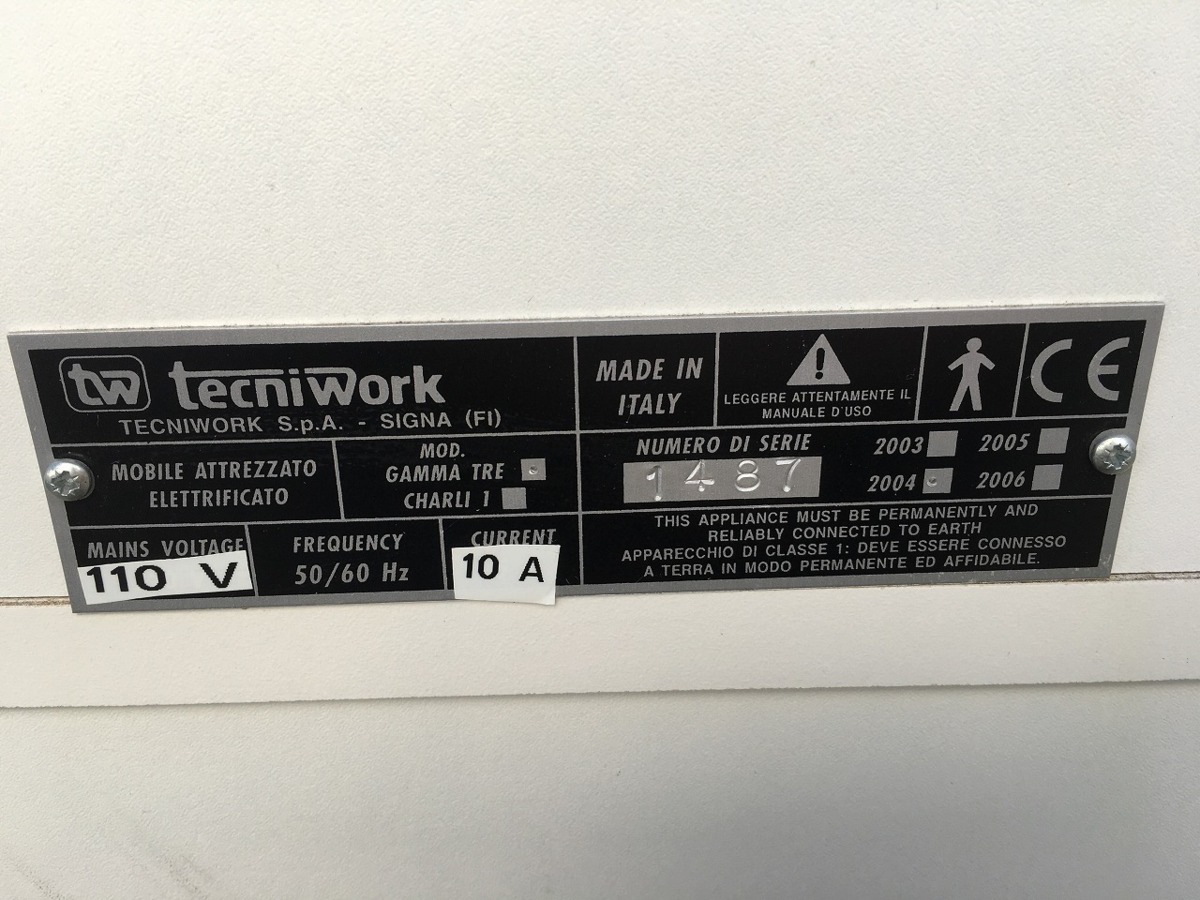 tw tecniwork
TECNIWORK S.p.A. - SIGNA (FI)
MADE IN
ITALY
LEGGERE ATTENTAMENTE IL
MANUALE D'USO
CE
MOBILE ATTREZZATO
ELETTRIFICATO
MOD.
GAMMA TRE
CHARLI 1
NUMERO DI SERIE
1487
2003 2005
2004 2006
MAINS VOLTAGE
110 V
FREQUENCY
50/60 Hz
CURRENT
10 A
THIS APPLIANCE MUST BE PERMANENTLY AND
RELIABLY CONNECTED TO EARTH
APPARECCHIO DI CLASSE 1: DEVE ESSERE CONNESSO
A TERRA IN MODO PERMANENTE ED AFFIDABILE.